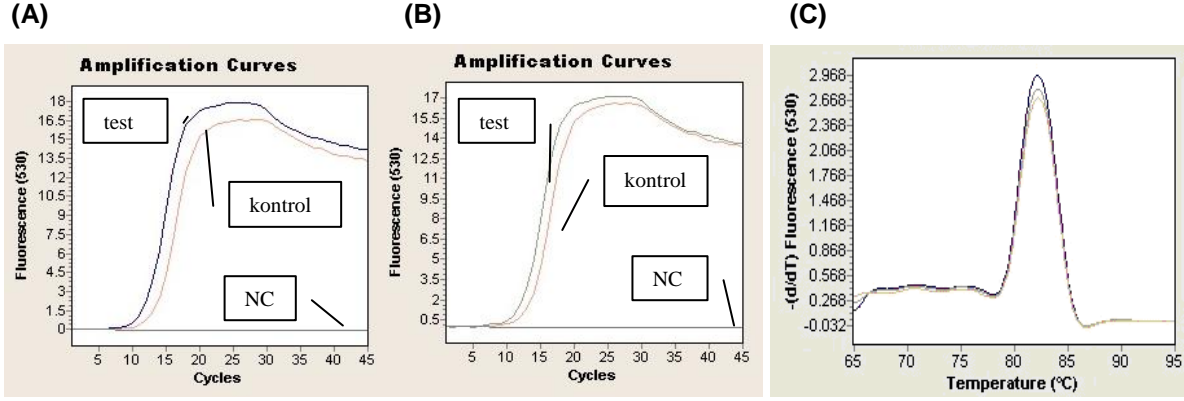 (A)
Amplification Curves
Fluorescence (530)
18
16.5
15
13.5
12
10.5
9
7.5
6
4.5
3
1.5
0
test
kontrol
NC
5 10 15 20 25 30 35 40 45
Cycles
(B)
Amplification Curves
Fluorescence (530)
17
15.5
14
12.5
11
9.5
8
6.5
5
3.5
2
0.5
test
kontrol
NC
5 10 15 20 25 30 35 40 45
Cycles
(C)
-(d/dT) Fluorescence (530)
2.968
2.668
2.368
2.068
1.768
1.468
1.168
0.868
0.568
0.268
-0.032
65 70 75 80 85 90 95
Temperature (°C)